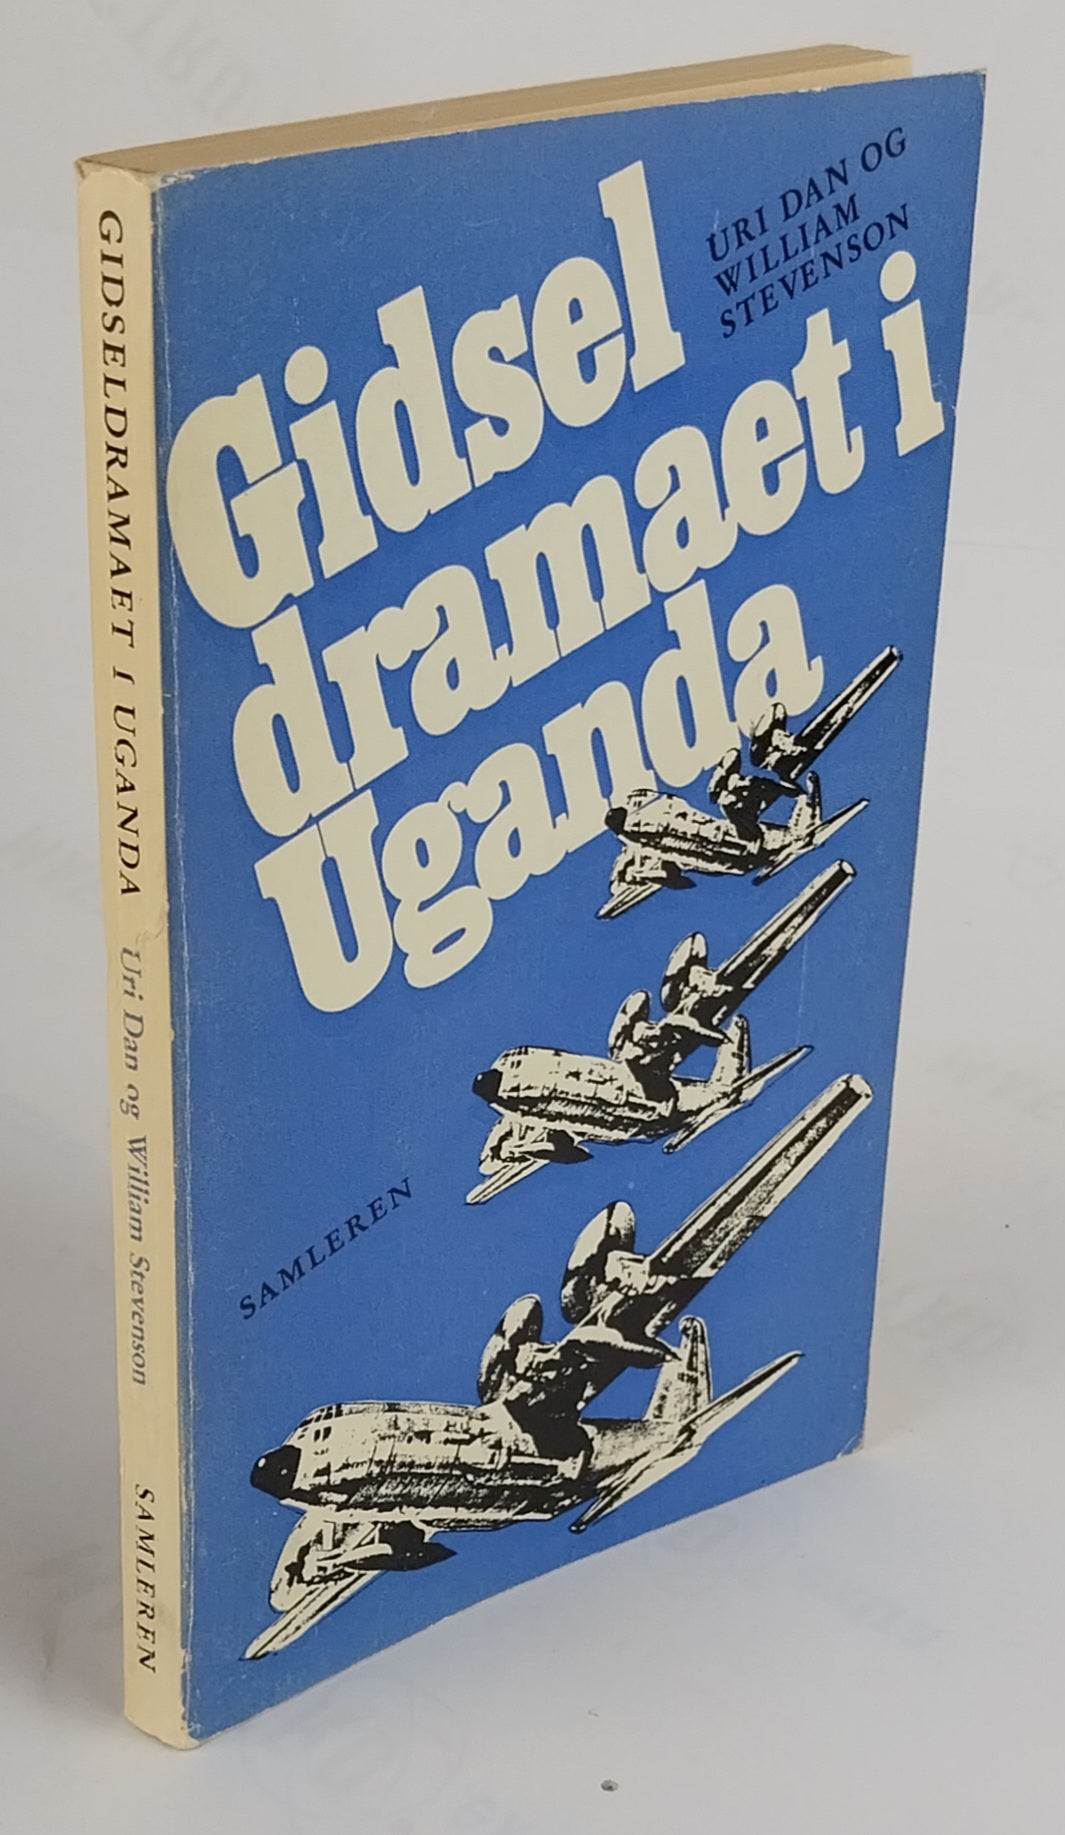 GIDSELDRAMAET I UGANDA Uri Dan og William Stevenson SAMLEREN
URI DAN OG
WILLIAM
STEVENSON
Gidsel
dramaet i
Uganda
SAMLEREN